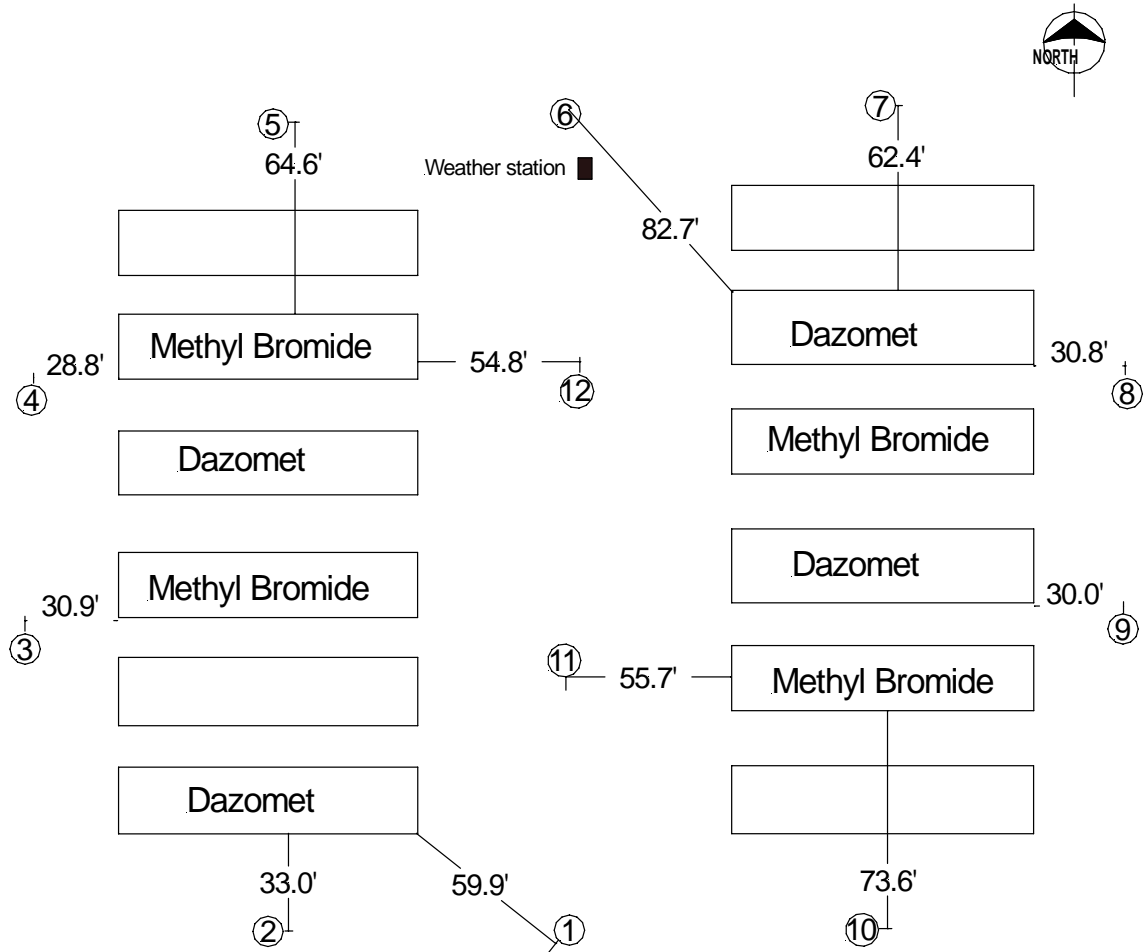 NORTH
5
6
7
64.6'
Weather station
62.4'
82.7'
Methyl Bromide
Dazomet
28.8'
54.8'
30.8'
4
12
8
Dazomet
Methyl Bromide
Methyl Bromide
Dazomet
30.9'
30.0'
3
11
9
55.7'
Methyl Bromide
Dazomet
33.0'
59.9'
73.6'
2
1
10